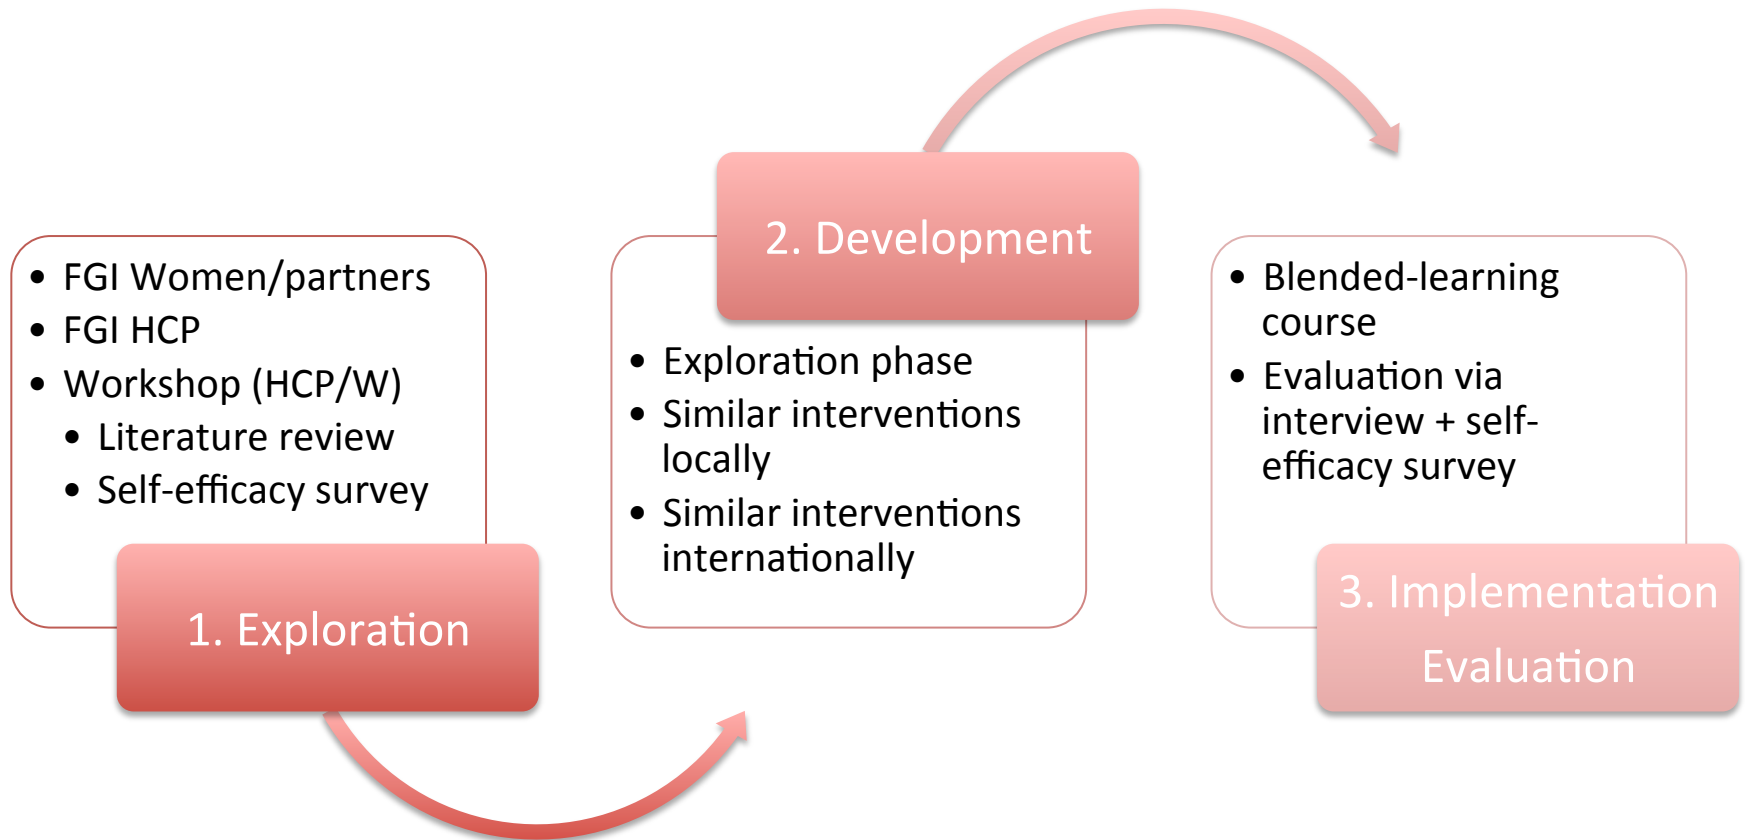 • FGI Women/partners
• FGI HCP
• Workshop (HCP/W)
• Literature review
• Self-efficacy survey
1. Exploration
2. Development
• Exploration phase
• Similar interventions
locally
• Similar interventions
internationally
• Blended-learning
course
• Evaluation via
interview + self-
efficacy survey
3. Implementation
Evaluation